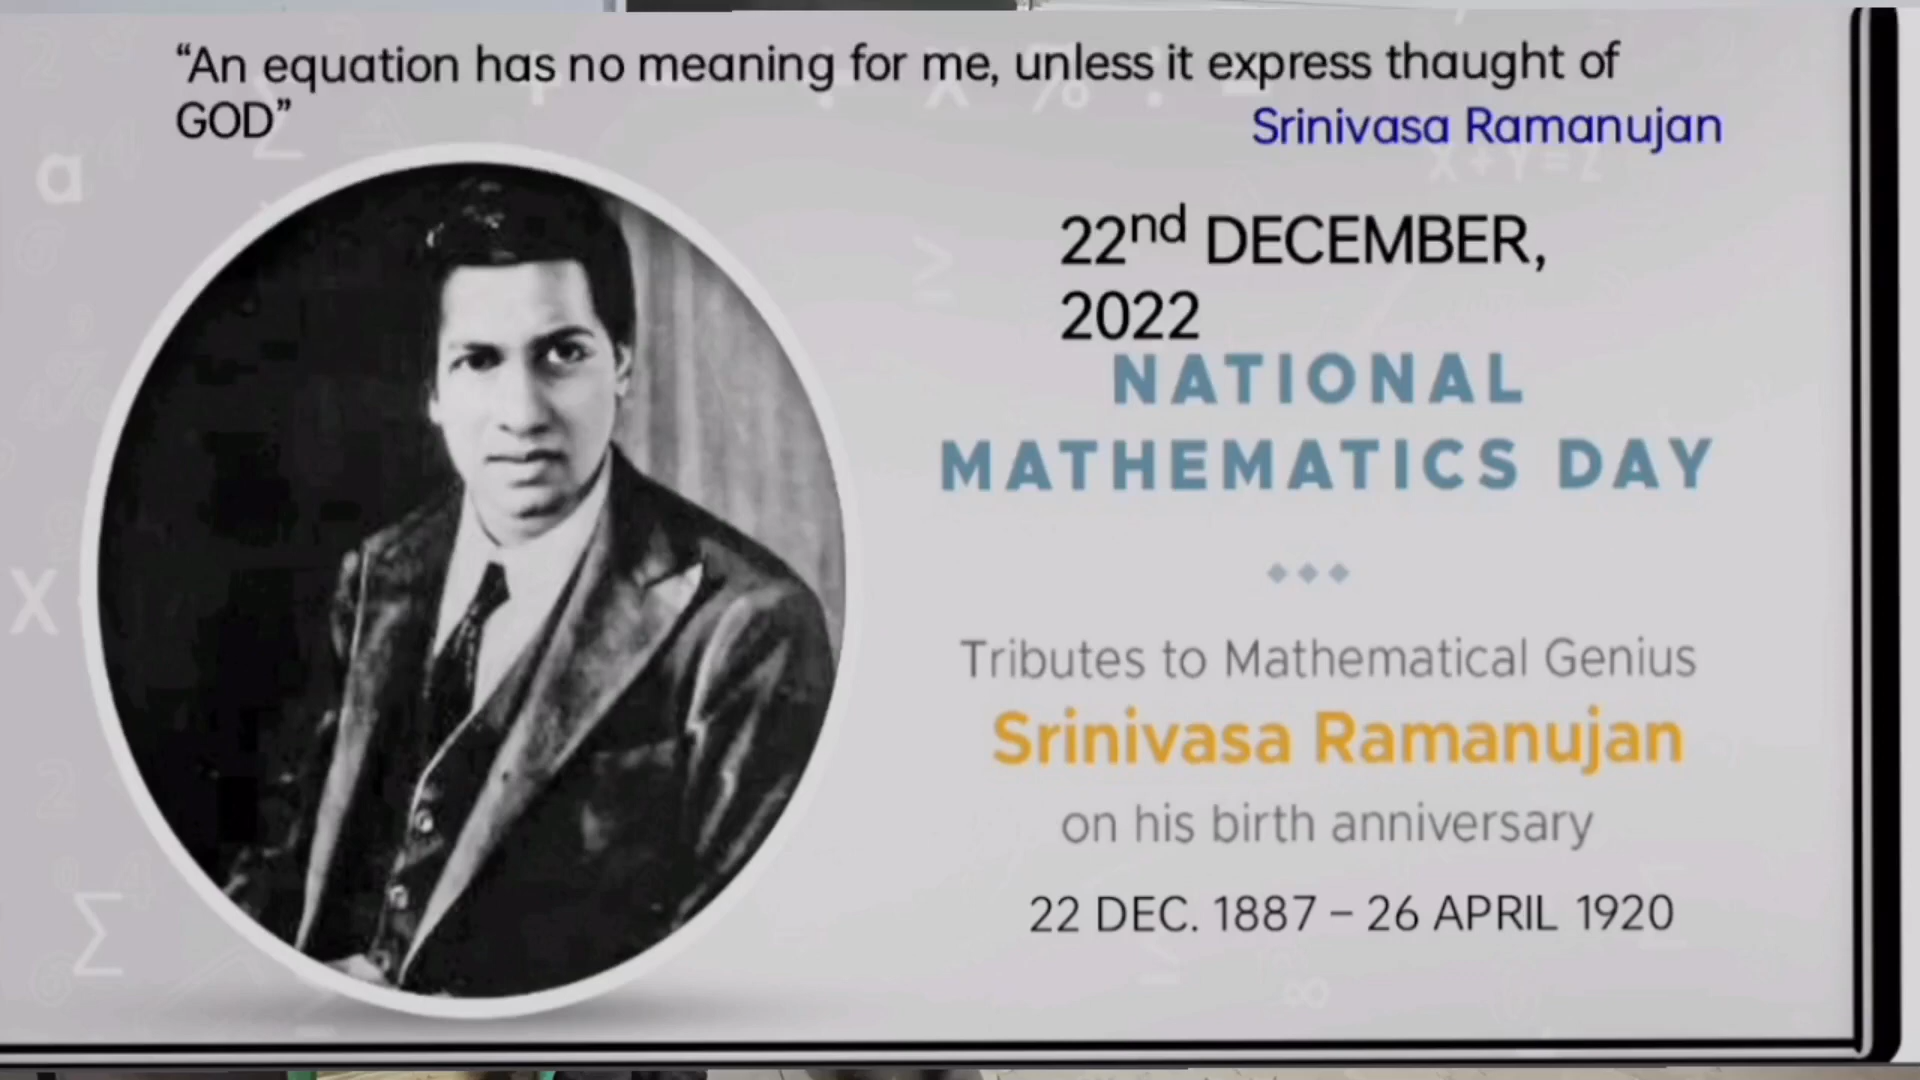 “An equation has no meaning for me, unless it express thaught of
GOD”
Srinivasa Ramanujan
22nd DECEMBER,
2022
NATIONAL
MATHEMATICS DAY
Tributes to Mathematical Genius
Srinivasa Ramanujan
on his birth anniversary
22 DEC. 1887 – 26 APRIL 1920